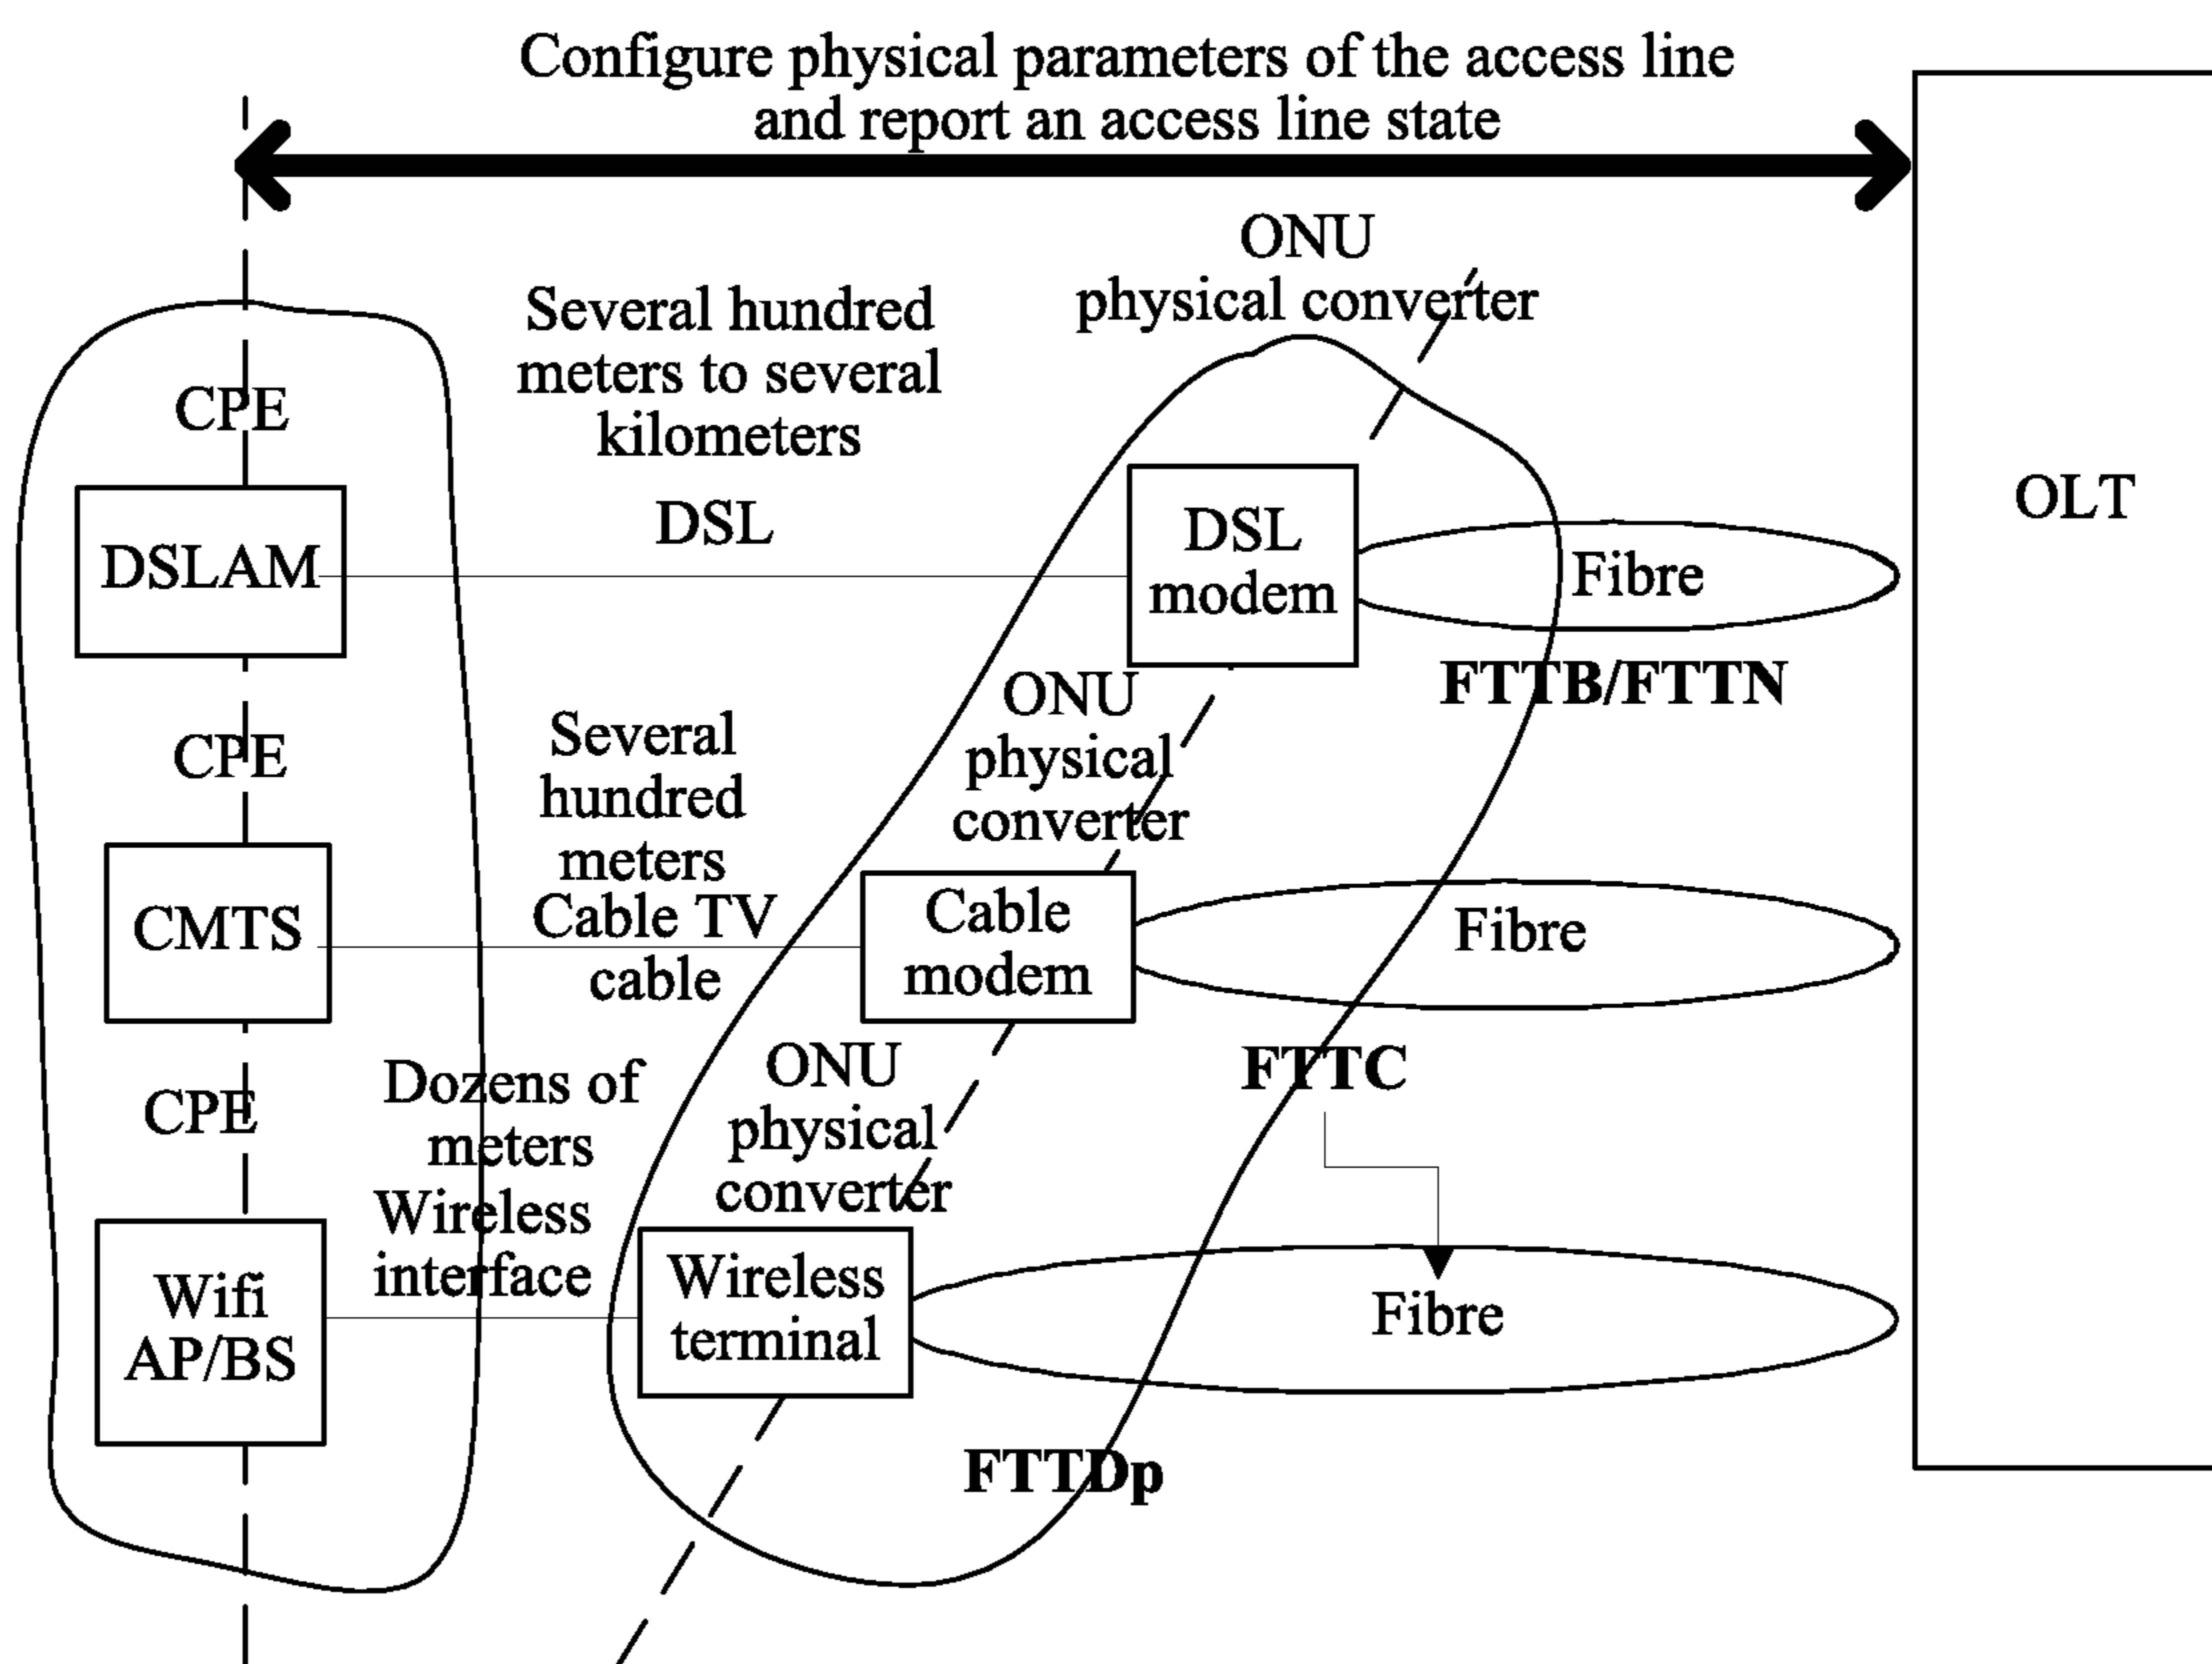 Configure physical parameters of the access line
and report an access line state
ONU
physical converter
Several hundred
meters to several
kilometers
CPE
DSL
DSLAM
DSL
modem
Fibre
OLT
FTTB/FTTN
ONU
physical
converter
CPE
Several
hundred
meters
Cable TV
cable
CMTS
Cable
modem
Fibre
FTTC
ONU
physical
converter
CPE
Dozens of
meters
Wireless
interface
Wifi
AP/BS
Wireless
terminal
Fibre
FTTDp